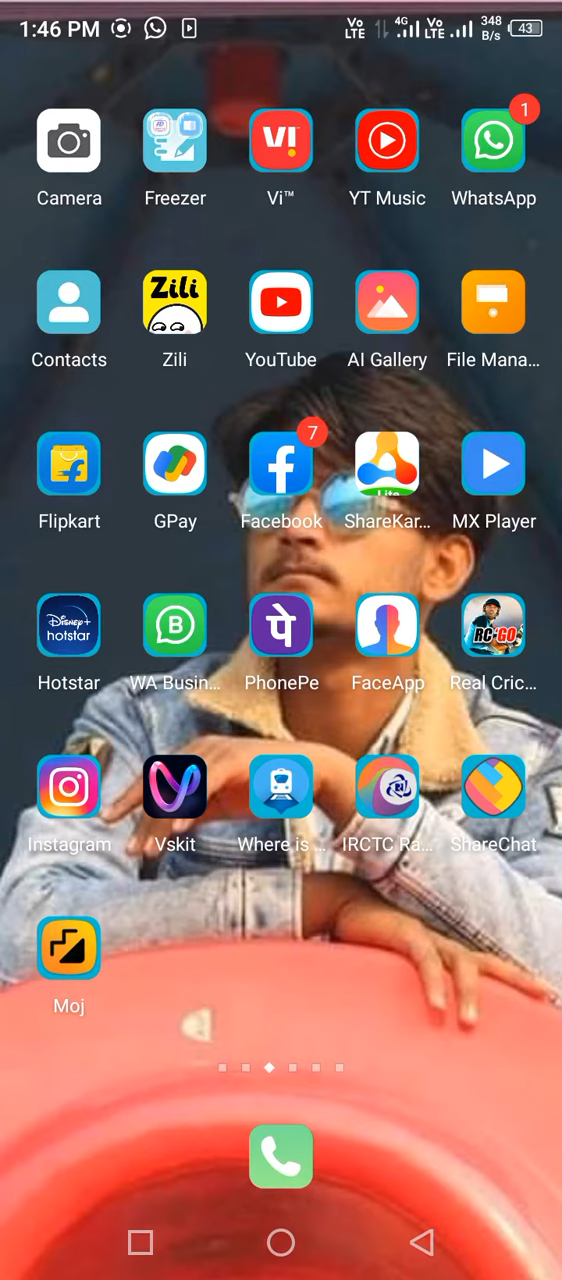 1:46 PM
Vo LTE 4G Vo LTE 348 B/s 43
1
VI
Camera Freezer Vi™ YT Music WhatsApp
Zili
Contacts Zili YouTube AI Gallery File Mana...
7
Lite
Flipkart GPay Facebook ShareKar... MX Player
Disney+ hotstar B पे RC GO
Hotstar WA Busin... PhonePe FaceApp Real Cric...
Instagram Vskit Where is ... IRCTC Ra... ShareChat
Moj